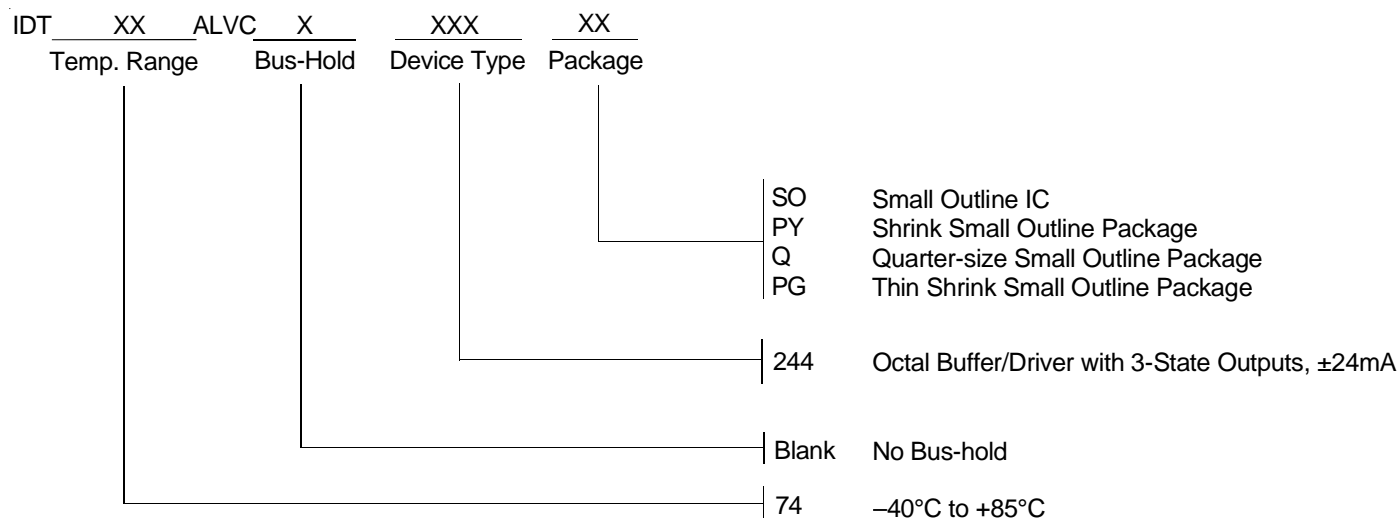 IDT XX ALVC X XXX XX
Temp. Range Bus-Hold Device Type Package
SO Small Outline IC
PY Shrink Small Outline Package
Q Quarter-size Small Outline Package
PG Thin Shrink Small Outline Package
244 Octal Buffer/Driver with 3-State Outputs, ±24mA
Blank No Bus-hold
74 –40°C to +85°C